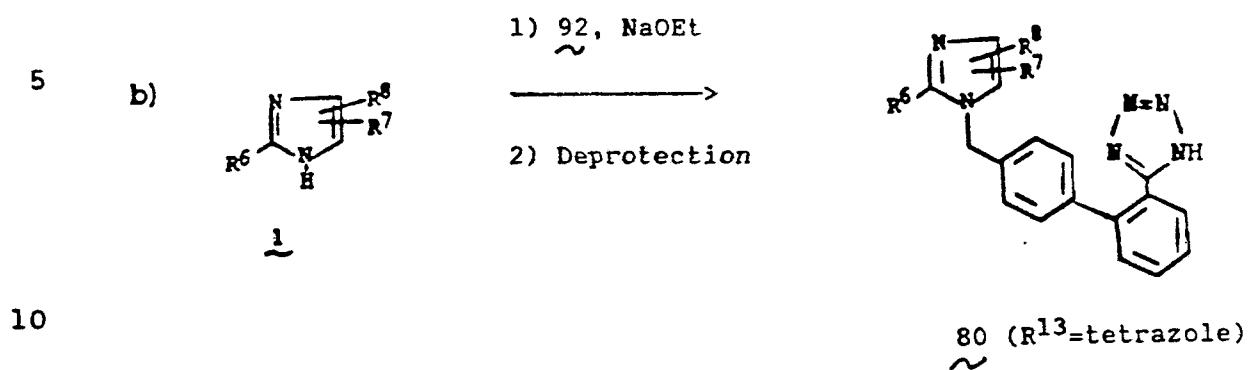 1) 92, NaOEt
5 b)
2) Deprotection
N R⁸
R⁷
R⁶ N
H
1
N R⁸
R⁷
R⁶ N
N=N
N NH
10
80 (R¹³=tetrazole)